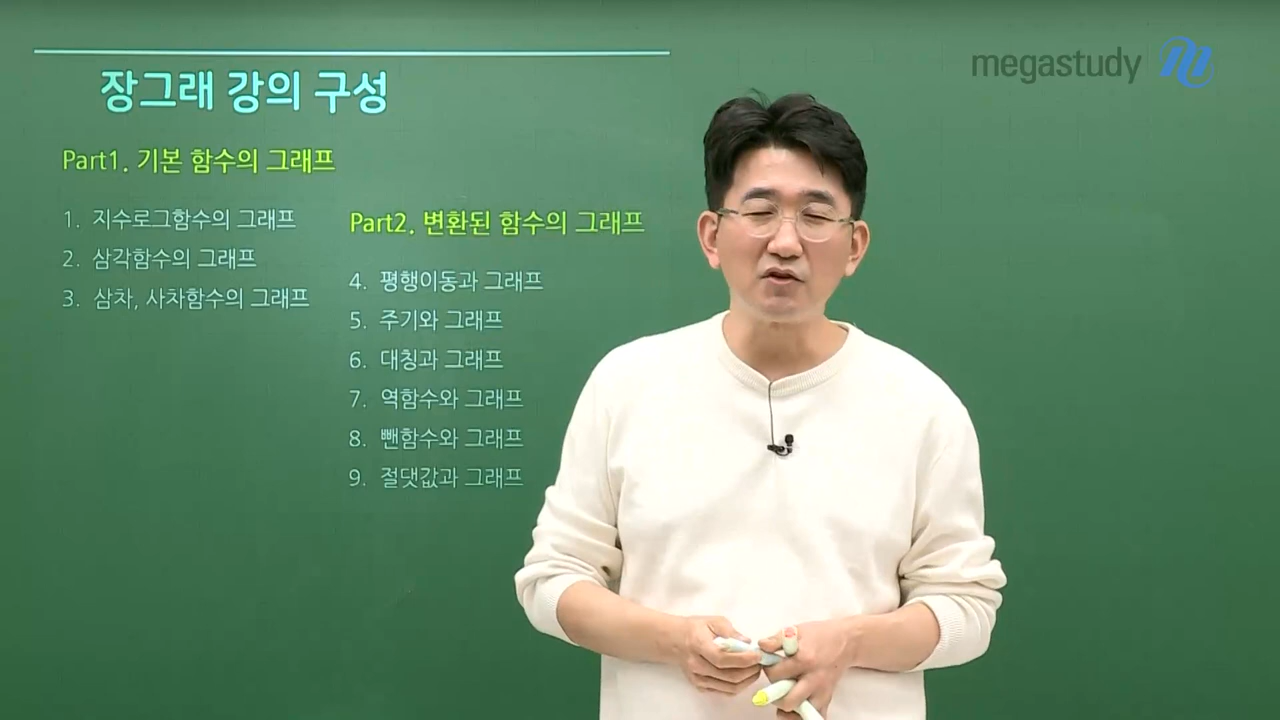 megastudy
장그래 강의 구성
Part1. 기본 함수의 그래프
1. 지수로그함수의 그래프
2. 삼각함수의 그래프
3. 삼차, 사차함수의 그래프
Part2. 변환된 함수의 그래프
4. 평행이동과 그래프
5. 주기와 그래프
6. 대칭과 그래프
7. 역함수와 그래프
8. 뺀함수와 그래프
9. 절댓값과 그래프